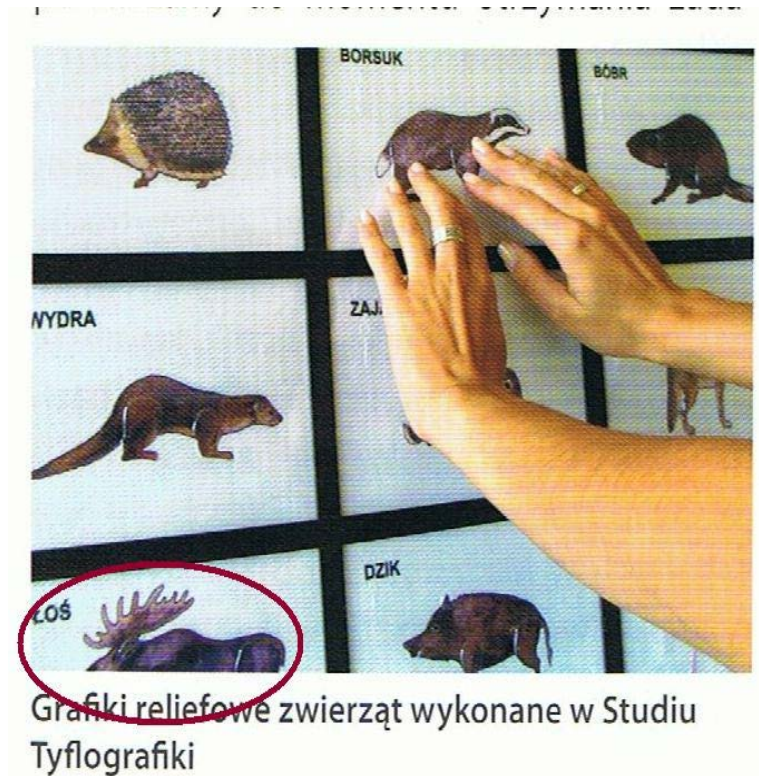 BORSUK
BÓBR
WYDRA
ŁOŚ
DZIK
Grafiki reliefowe zwierząt wykonane w Studiu
Tyflografiki